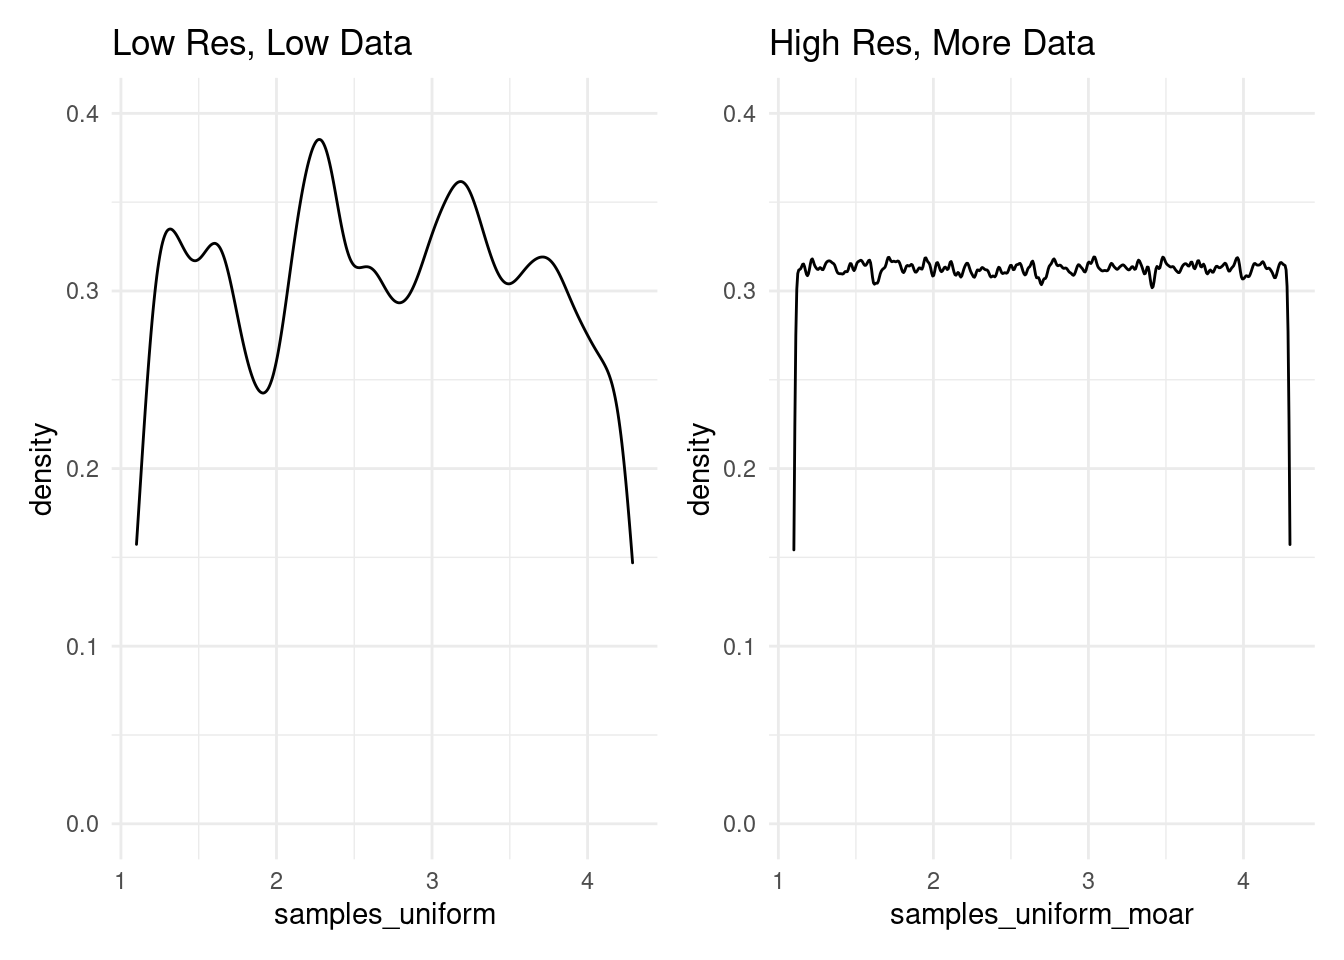 Low Res, Low Data
0.4
0.3
0.2
0.1
0.0
density
1 2 3 4
samples_uniform
High Res, More Data
0.4
0.3
0.2
0.1
0.0
density
1 2 3 4
samples_uniform_moar